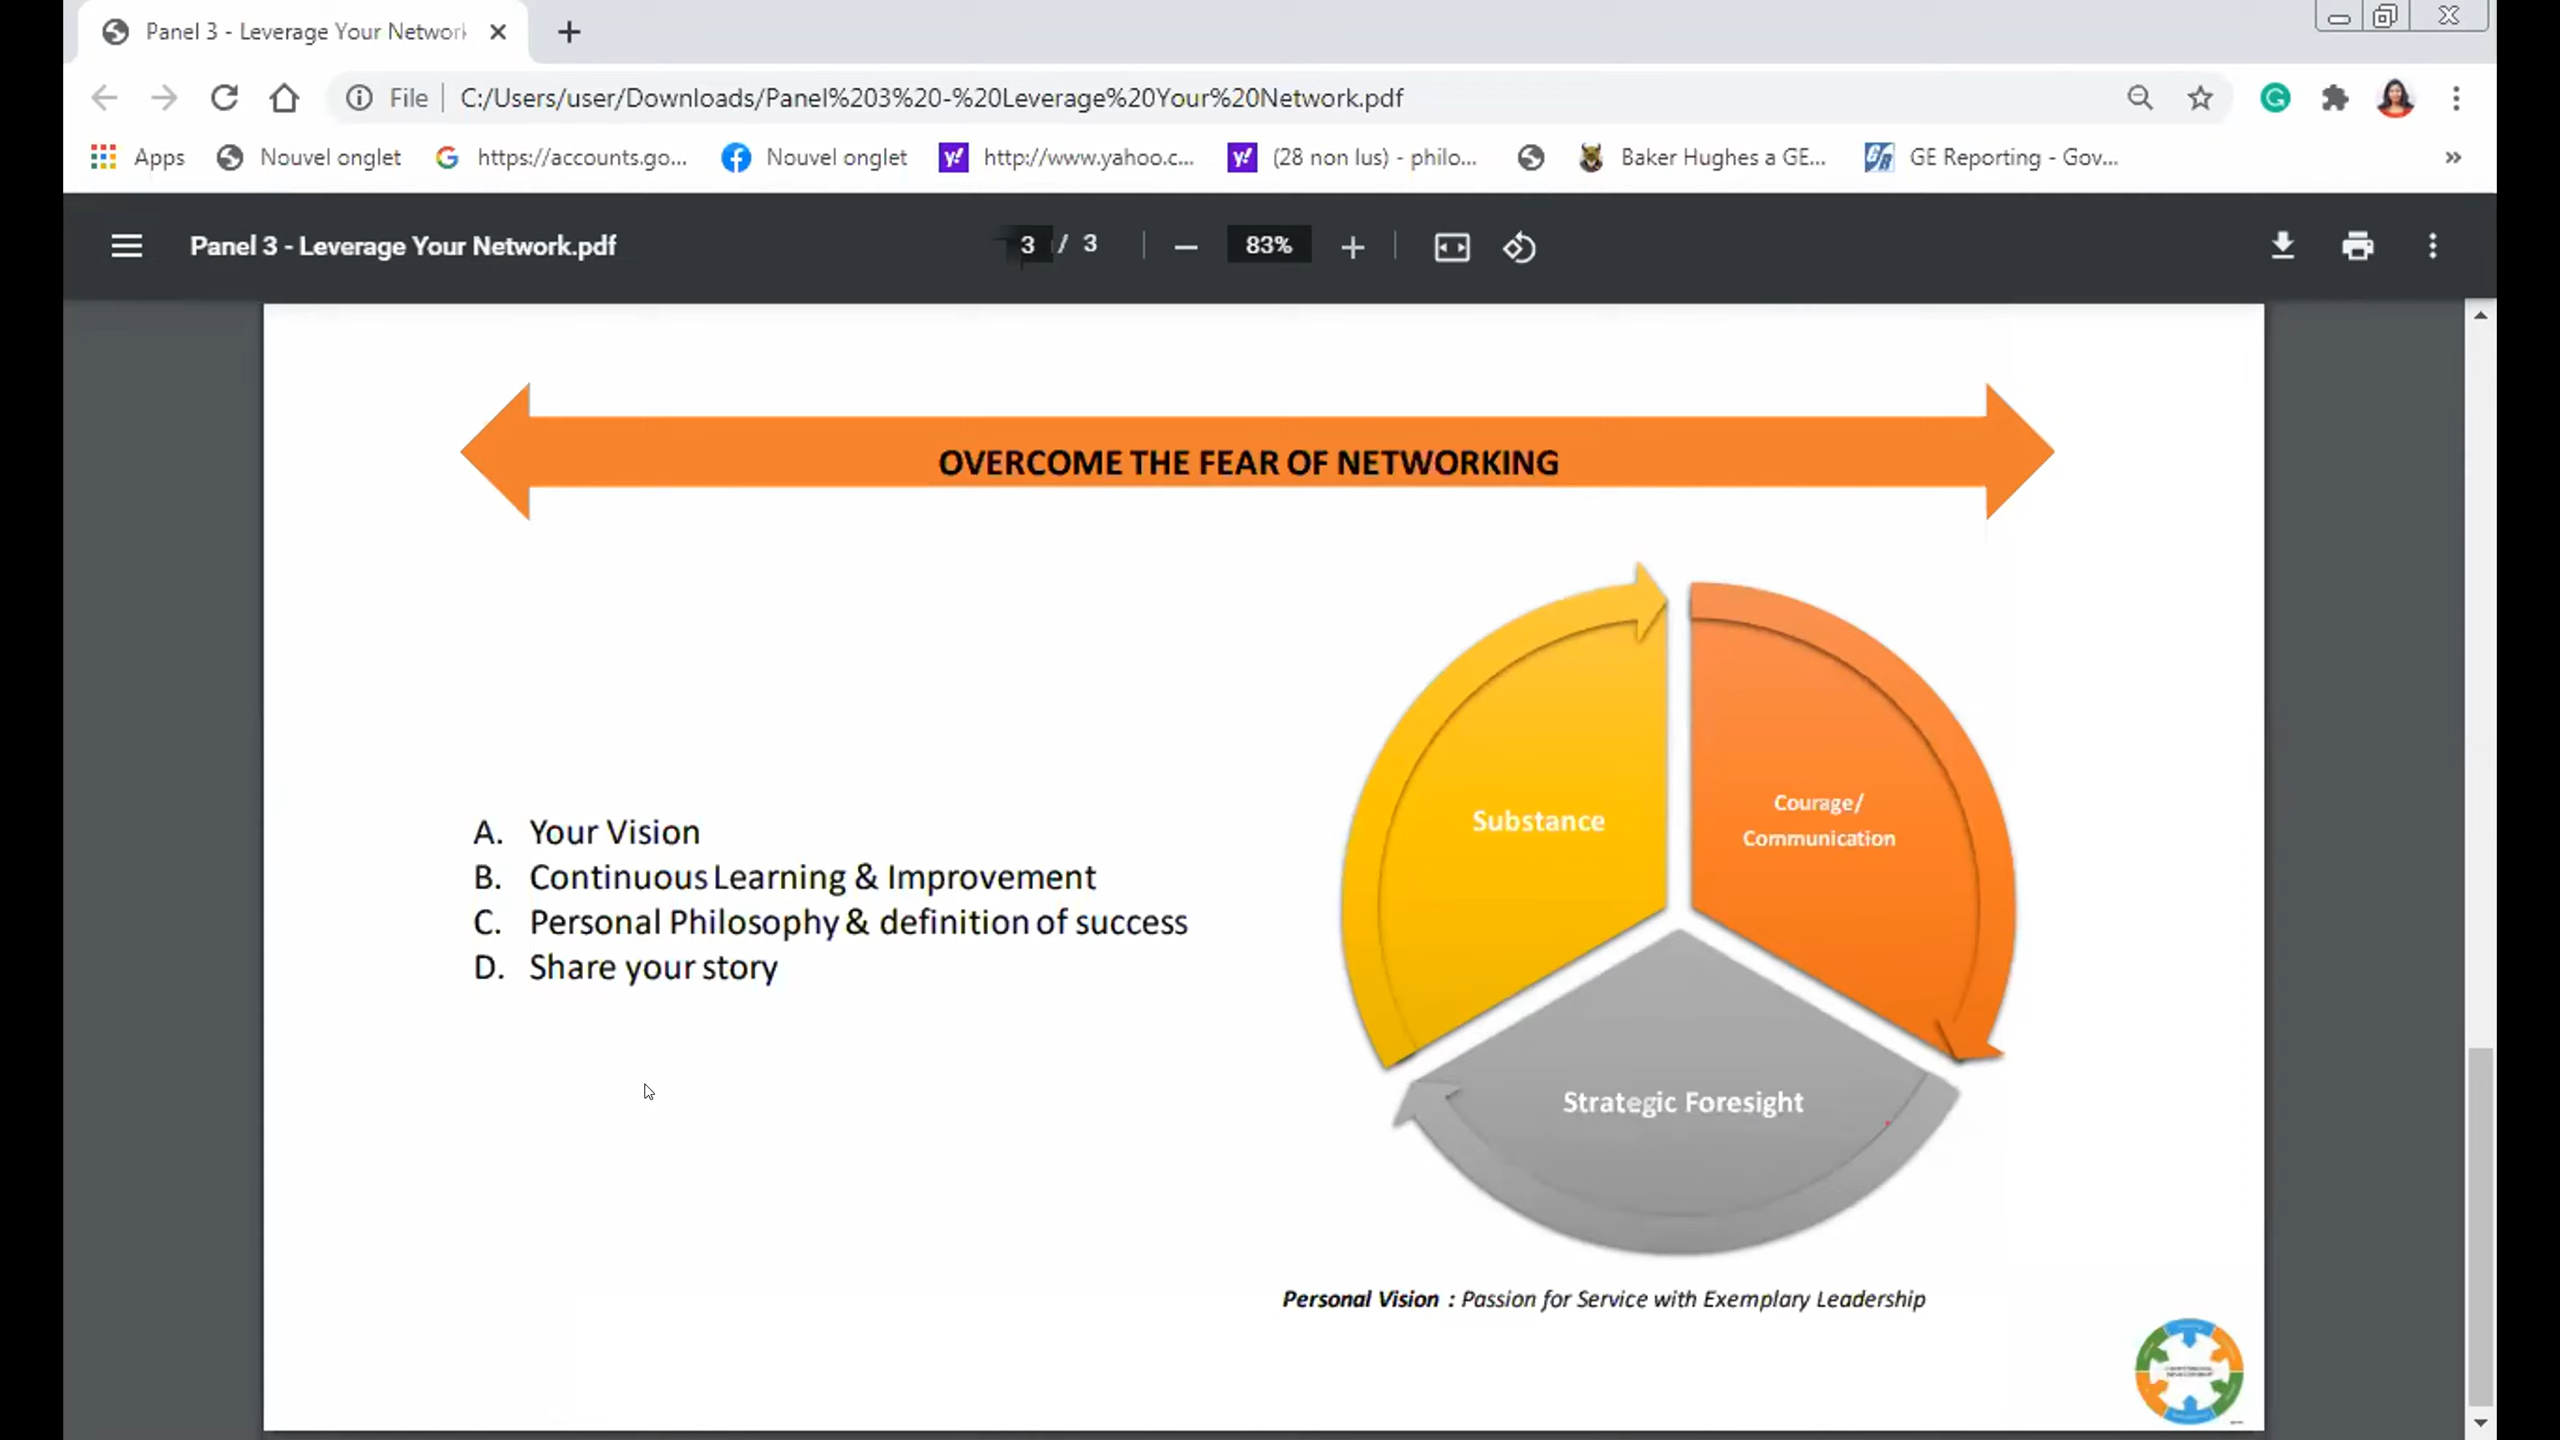 Panel 3 - Leverage Your Network
File
C:/Users/user/Downloads/Panel%203%20-%20Leverage%20Your%20Network.pdf
Apps
Nouvel onglet
https://accounts.go...
Nouvel onglet
http://www.yahoo.c...
(28 non lus) - philo...
Baker Hughes a GE...
GE Reporting - Gov...
»
Panel 3 - Leverage Your Network.pdf
3 / 3
83%
OVERCOME THE FEAR OF NETWORKING
A. Your Vision
B. Continuous Learning & Improvement
C. Personal Philosophy & definition of success
D. Share your story
Substance
Courage/
Communication
Strategic Foresight
Personal Vision : Passion for Service with Exemplary Leadership